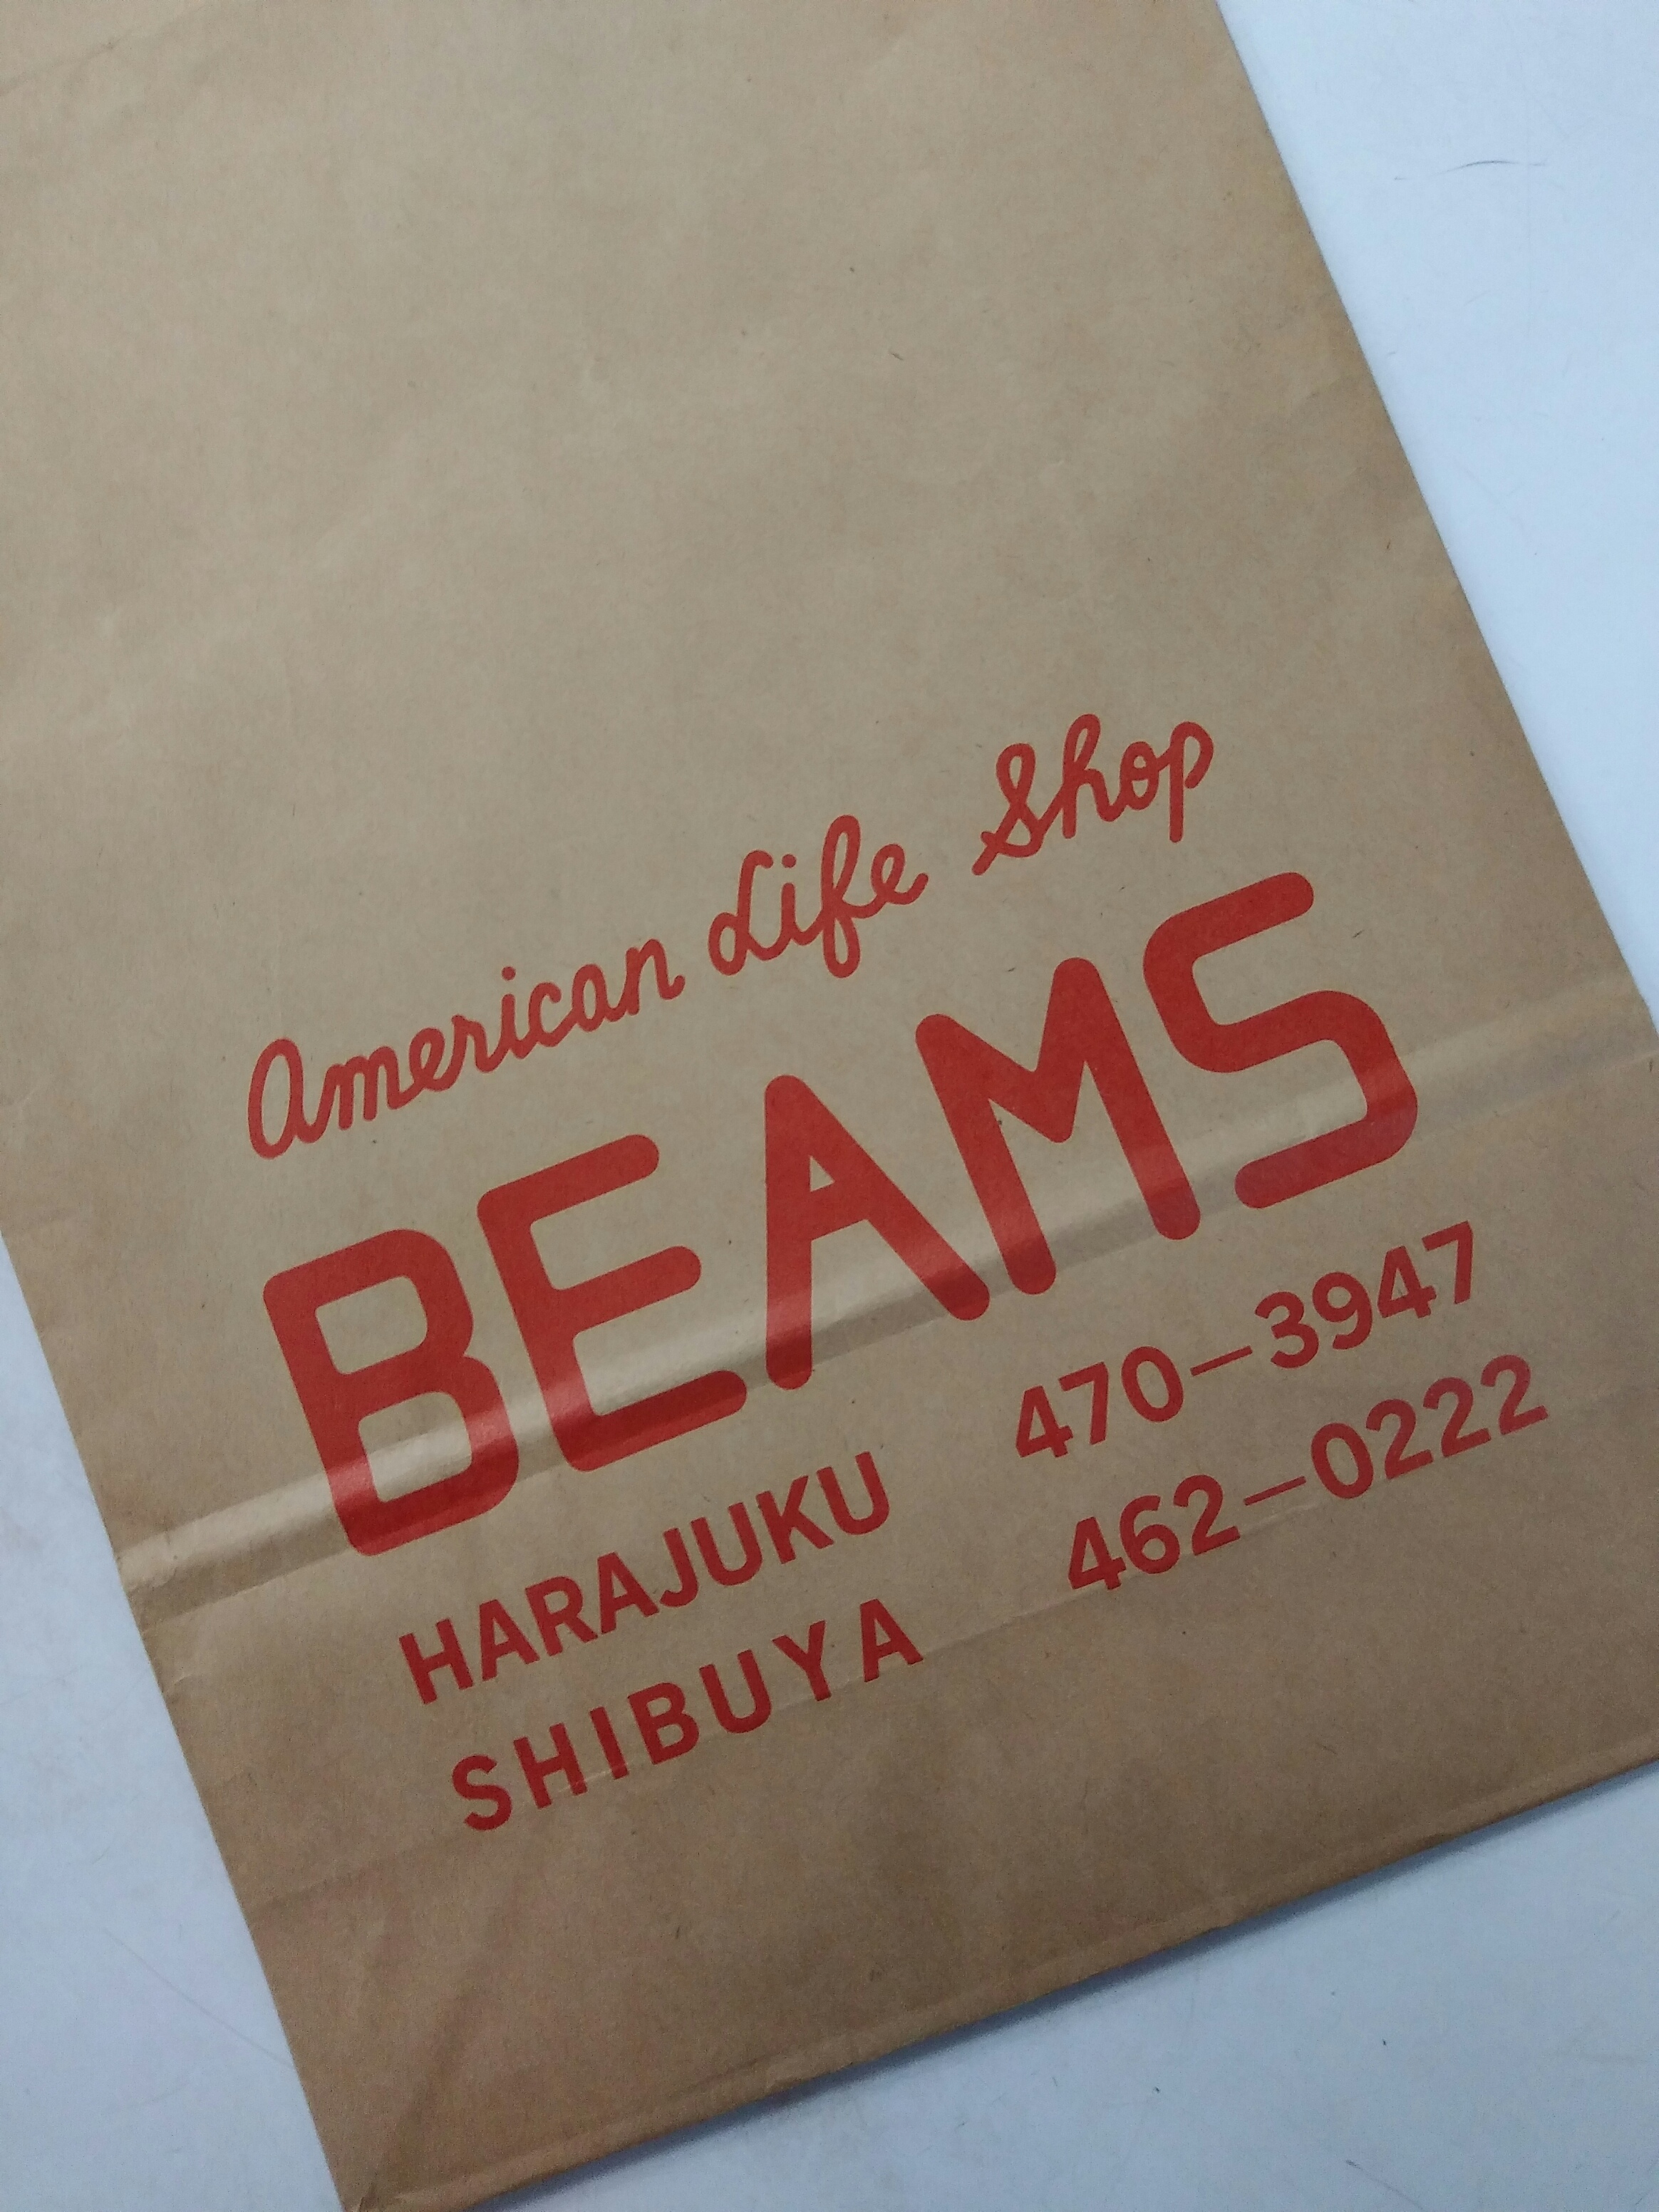 American Life Shop
BEAMS
HARAJUKU 470-3947
SHIBUYA 462-0222